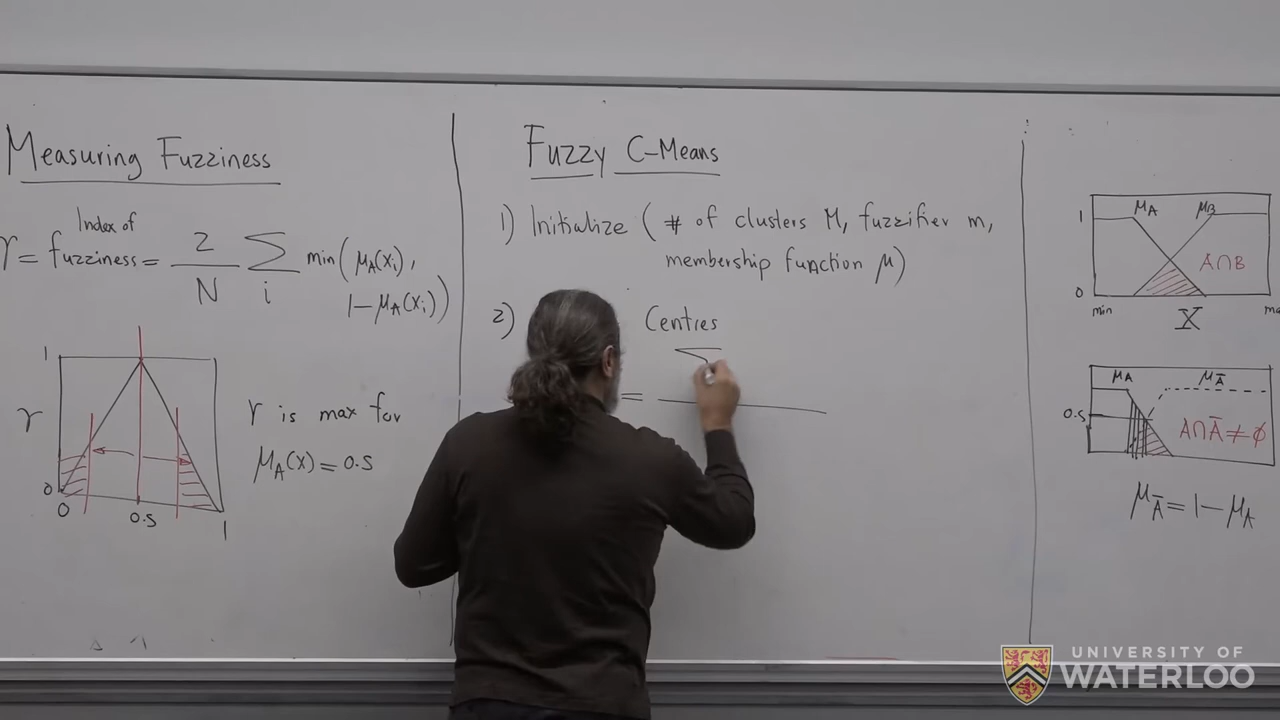 Measuring Fuzziness
Index of
γ = fuzziness = 2/N Σ_i min(μ_A(x_i),
1-μ_A(x_i))
1
γ
0
0
0.5
1
γ is max for
μ_A(x) = 0.5
Fuzzy C-Means
1) Initialize ( # of clusters M, fuzzifier m,
membership function μ)
2)
Centres
= Σ
1
μ_A
μ_B
A∩B
0
min
X
μ_A
μ_Ā
0.5
A∩Ā ≠ ϕ
μ_Ā = 1-μ_A
UNIVERSITY OF
WATERLOO